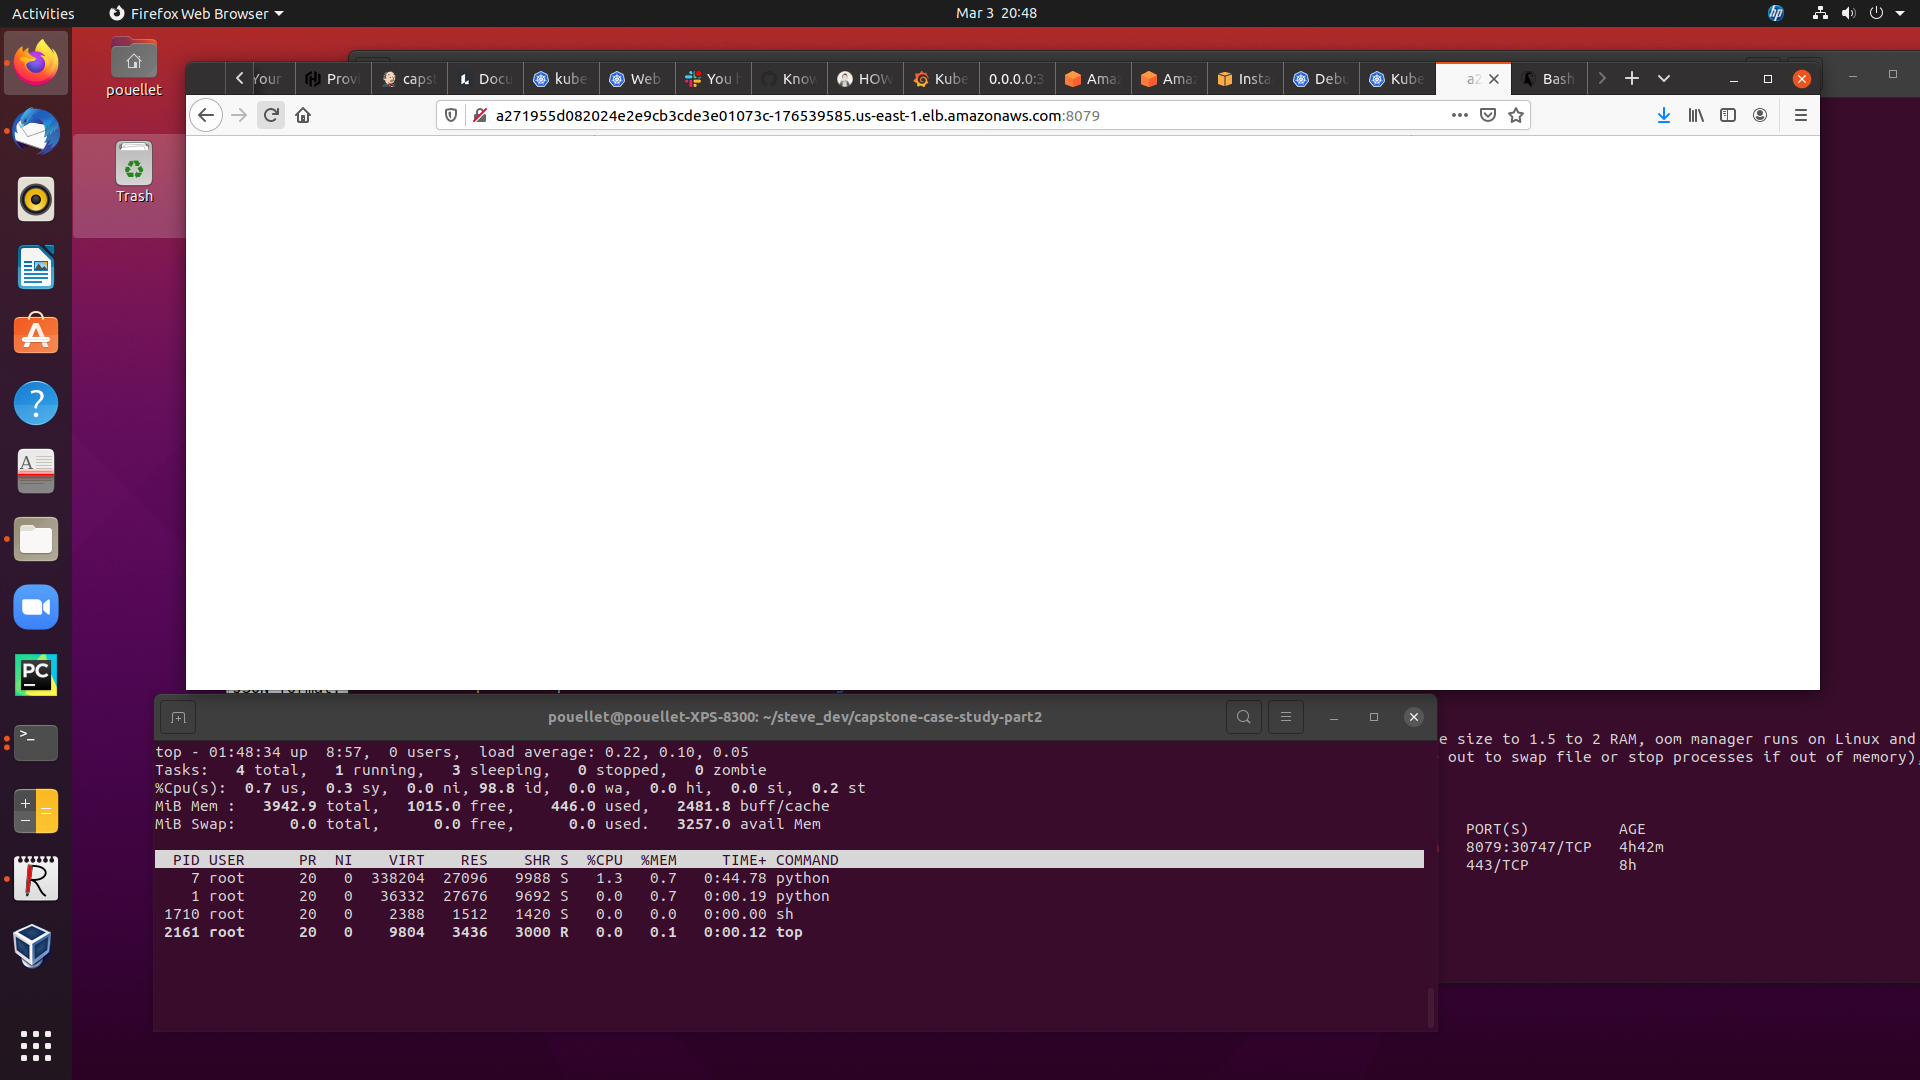 Activities
Firefox Web Browser
Mar 3 20:48
hp
pouellet
Trash
Your
Provi
capst
Docu
kube
Web
You h
Know
HOW
Kube
0.0.0.0:3
Amaz
Amaz
Insta
Debu
Kube
a2
Bash
a271955d082024e2e9cb3cde3e01073c-176539585.us-east-1.elb.amazonaws.com:8079
pouellet@pouellet-XPS-8300: ~/steve_dev/capstone-case-study-part2
top - 01:48:34 up  8:57,  0 users,  load average: 0.22, 0.10, 0.05
Tasks:   4 total,   1 running,   3 sleeping,   0 stopped,   0 zombie
%Cpu(s):  0.7 us,  0.3 sy,  0.0 ni, 98.8 id,  0.0 wa,  0.0 hi,  0.0 si,  0.2 st
MiB Mem :   3942.9 total,   1015.0 free,    446.0 used,   2481.8 buff/cache
MiB Swap:      0.0 total,      0.0 free,      0.0 used.   3257.0 avail Mem
PID USER      PR  NI    VIRT    RES    SHR S  %CPU  %MEM     TIME+ COMMAND
7 root      20   0  338204  27096   9988 S   1.3   0.7   0:44.78 python
1 root      20   0   36332  27676   9692 S   0.0   0.7   0:00.19 python
1710 root      20   0    2388   1512   1420 S   0.0   0.0   0:00.00 sh
2161 root      20   0    9804   3436   3000 R   0.0   0.1   0:00.12 top
e size to 1.5 to 2 RAM, oom manager runs on Linux and
out to swap file or stop processes if out of memory),
PORT(S)          AGE
8079:30747/TCP   4h42m
443/TCP          8h
PC